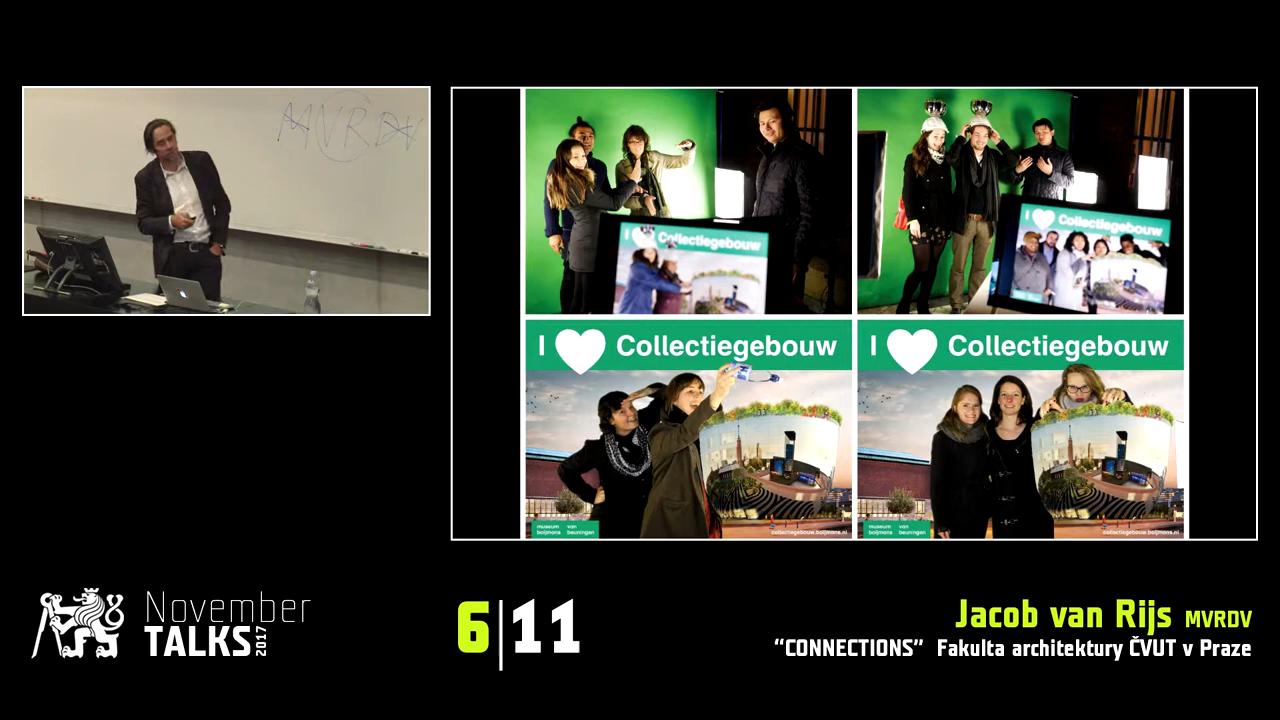 MVRDV
I Collectiegebouw
I Collectiegebouw
I Collectiegebouw
I Collectiegebouw
museum van
boijmans beuningen
collectiegebouw.boijmans.nl
museum van
boijmans beuningen
collectiegebouw.boijmans.nl
November
TALKS 2017
6|11
Jacob van Rijs MVRDV
“CONNECTIONS” Fakulta architektury ČVUT v Praze